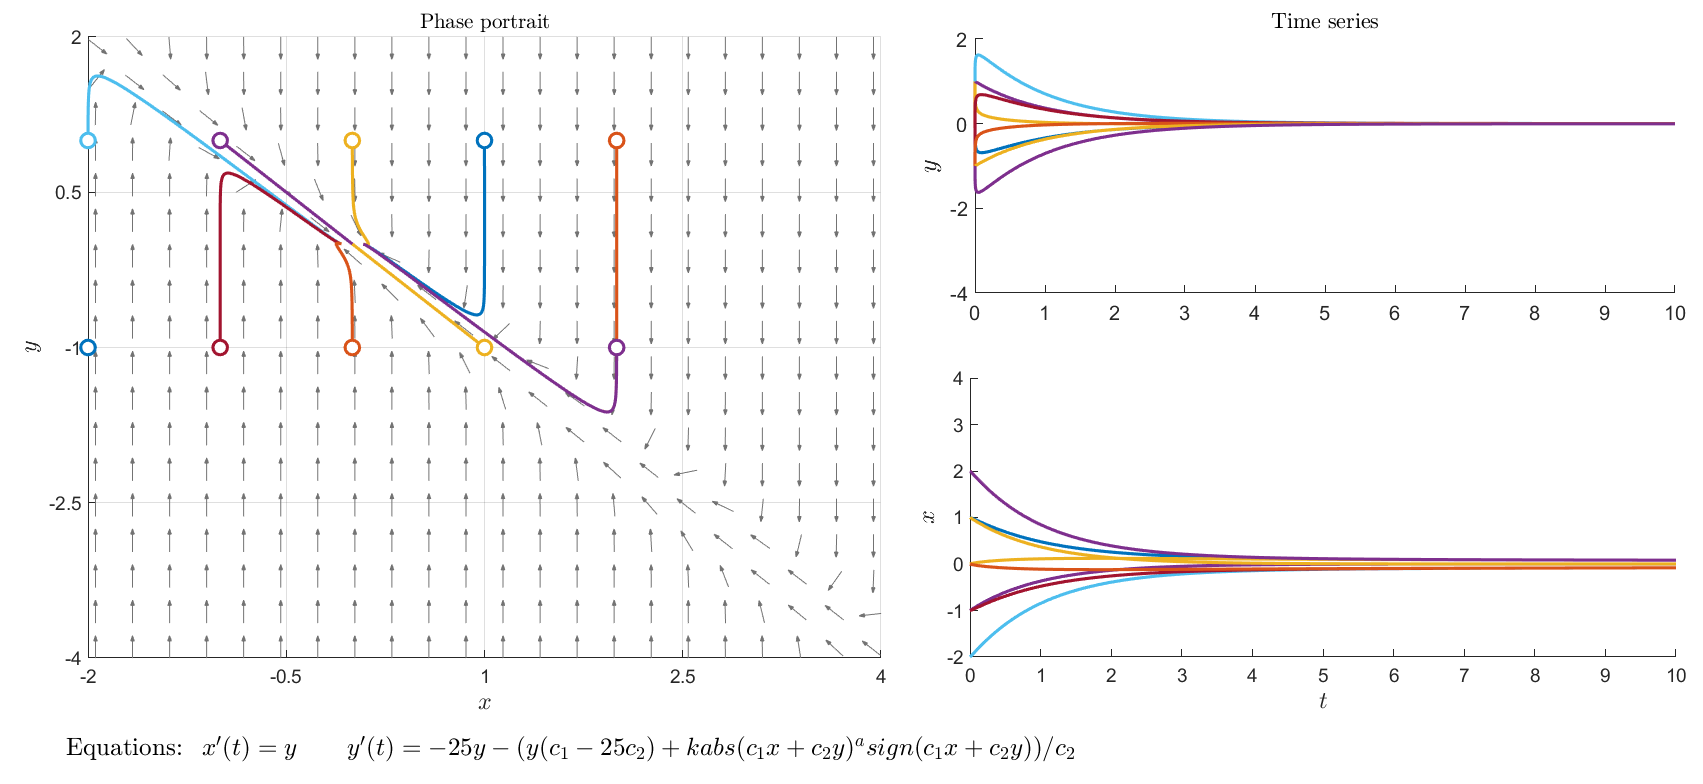 Phase portrait
2
0.5
-1
-2.5
-4
y
-2
-0.5
1
2.5
4
x
Time series
2
0
-2
-4
y
0 1 2 3 4 5 6 7 8 9 10
4
3
2
1
0
-1
-2
x
0 1 2 3 4 5 6 7 8 9 10
t
Equations: x′(t) = y y′(t) = −25y − (y(c₁ − 25c₂) + kabs(c₁x + c₂y)ᵃsign(c₁x + c₂y))/c₂